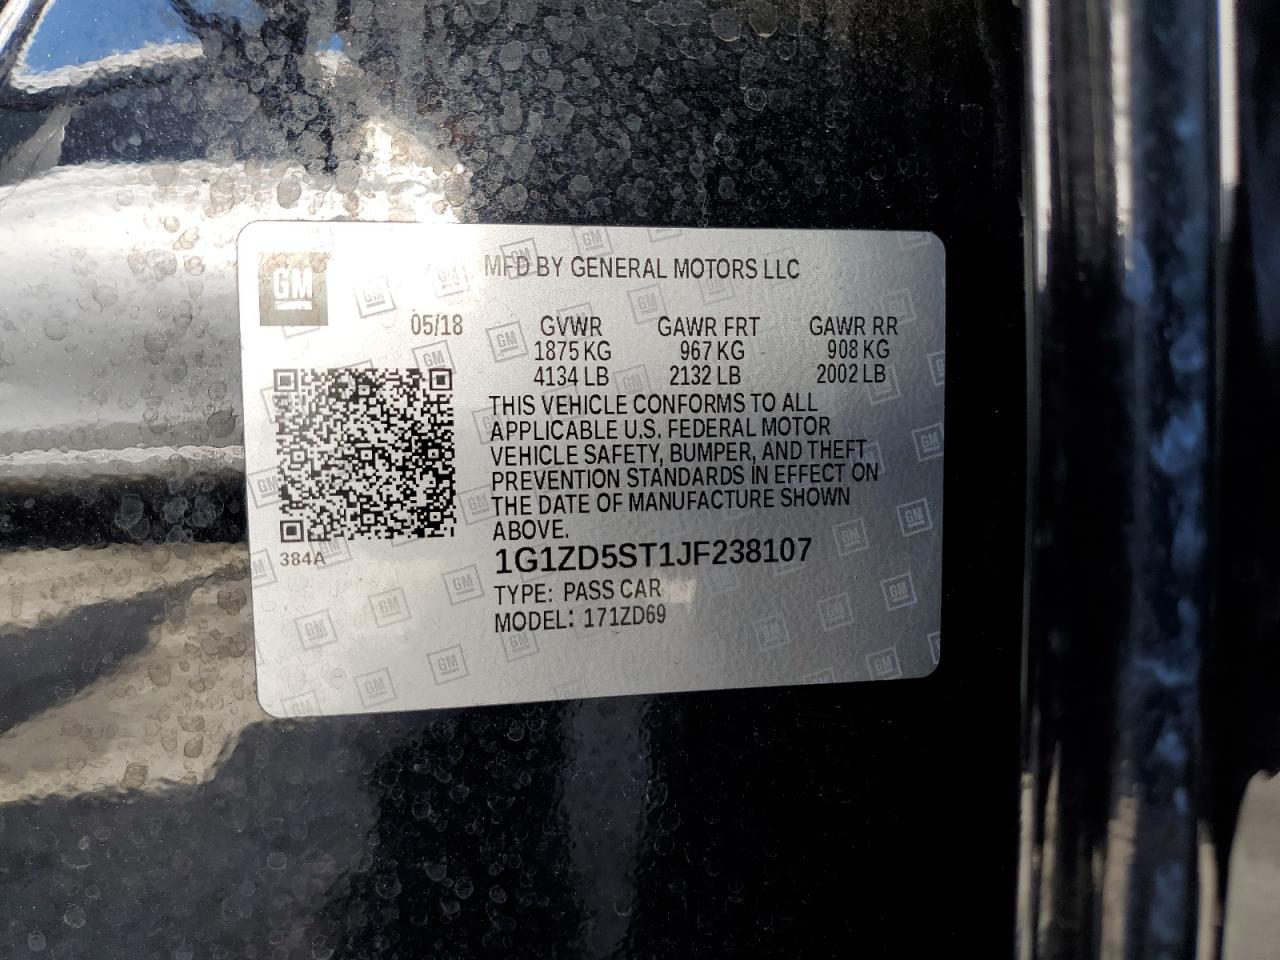 GM
MFD BY GENERAL MOTORS LLC
05/18 GVWR GAWR FRT GAWR RR
1875 KG 967 KG 908 KG
4134 LB 2132 LB 2002 LB
THIS VEHICLE CONFORMS TO ALL
APPLICABLE U.S. FEDERAL MOTOR
VEHICLE SAFETY, BUMPER, AND THEFT
PREVENTION STANDARDS IN EFFECT ON
THE DATE OF MANUFACTURE SHOWN
ABOVE.
384A
1G1ZD5ST1JF238107
TYPE: PASS CAR
MODEL: 171ZD69